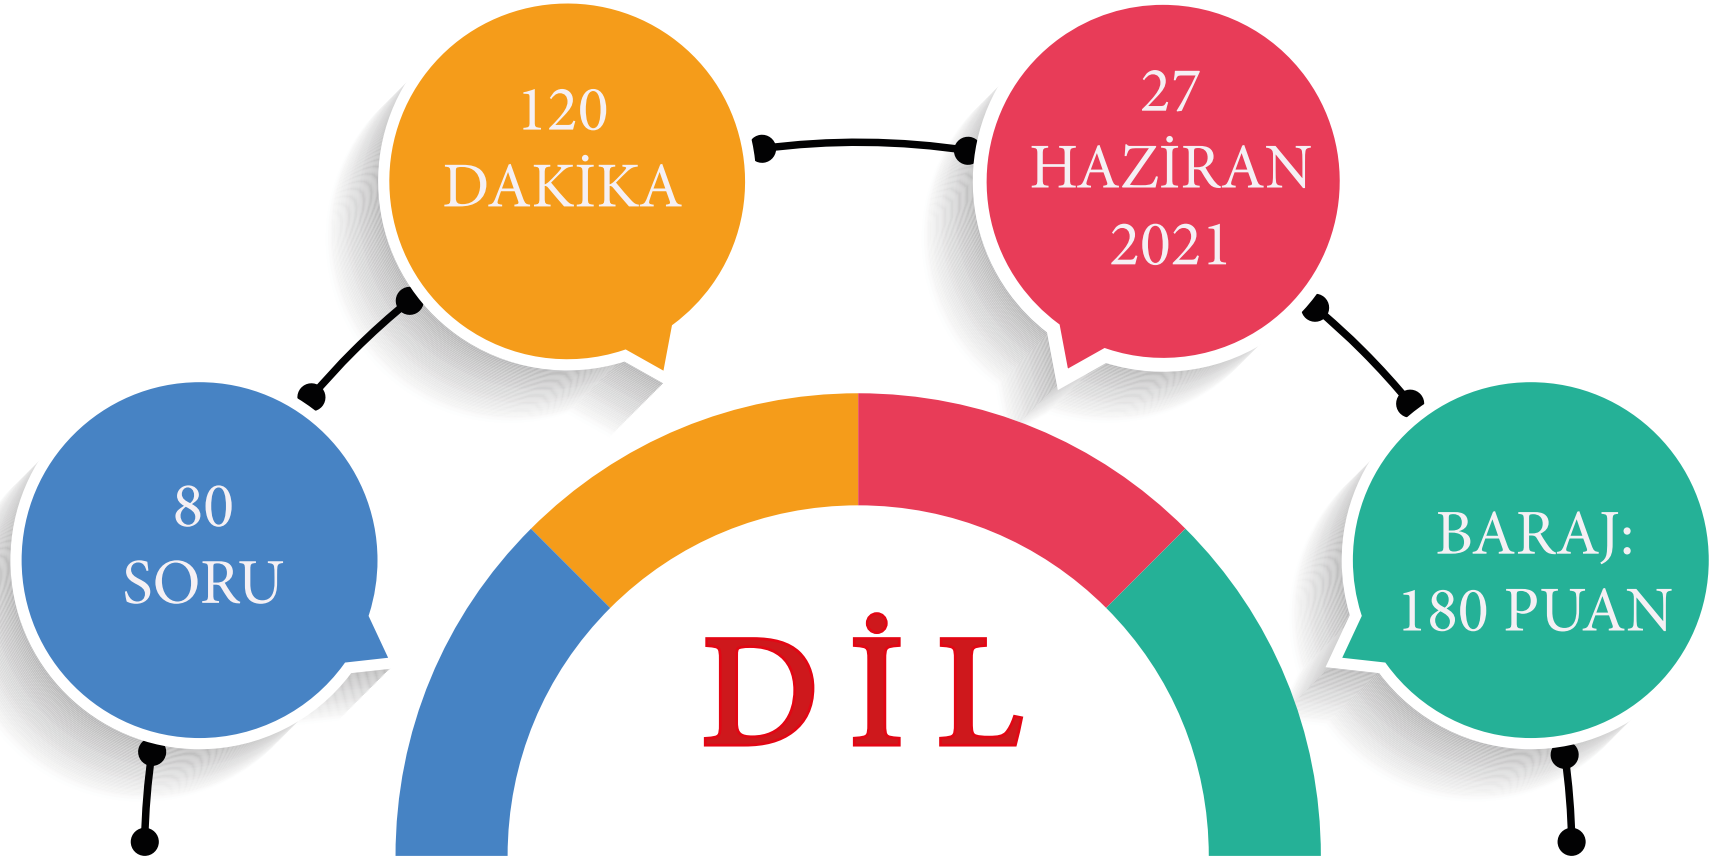 80
SORU
120
DAKİKA
27
HAZİRAN
2021
BARAJ:
180 PUAN
DİL